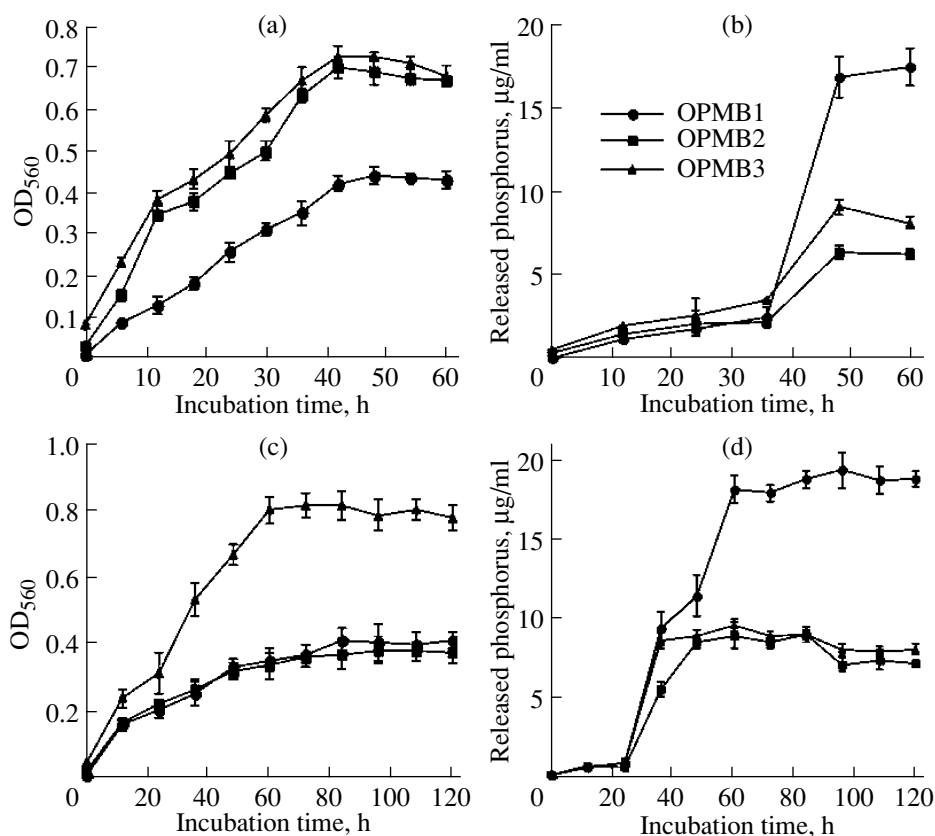 (a)
0.8
0.7
0.6
0.5
0.4
0.3
0.2
0.1
0 10 20 30 40 50 60
OD560
Incubation time, h
(b)
20
15
10
5
0 10 20 30 40 50 60
Released phosphorus, μg/ml
Incubation time, h
OPMB1
OPMB2
OPMB3
(c)
1.0
0.8
0.6
0.4
0.2
0 20 40 60 80 100 120
OD560
Incubation time, h
(d)
20
15
10
5
0 20 40 60 80 100 120
Released phosphorus, μg/ml
Incubation time, h